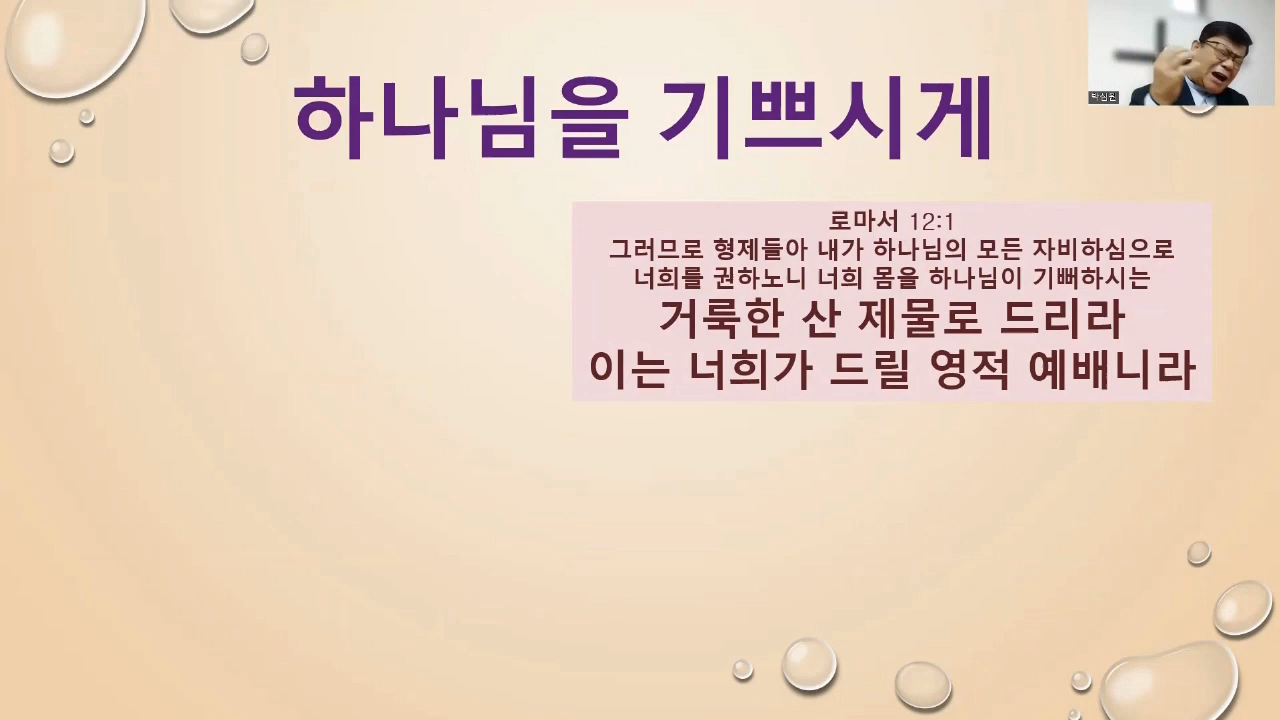 하나님을 기쁘시게
박심원
로마서 12:1
그러므로 형제들아 내가 하나님의 모든 자비하심으로
너희를 권하노니 너희 몸을 하나님이 기뻐하시는
거룩한 산 제물로 드리라
이는 너희가 드릴 영적 예배니라